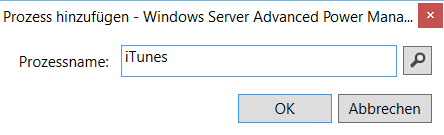 Prozess hinzufügen - Windows Server Advanced Power Mana...
Prozessname: iTunes
OK Abbrechen